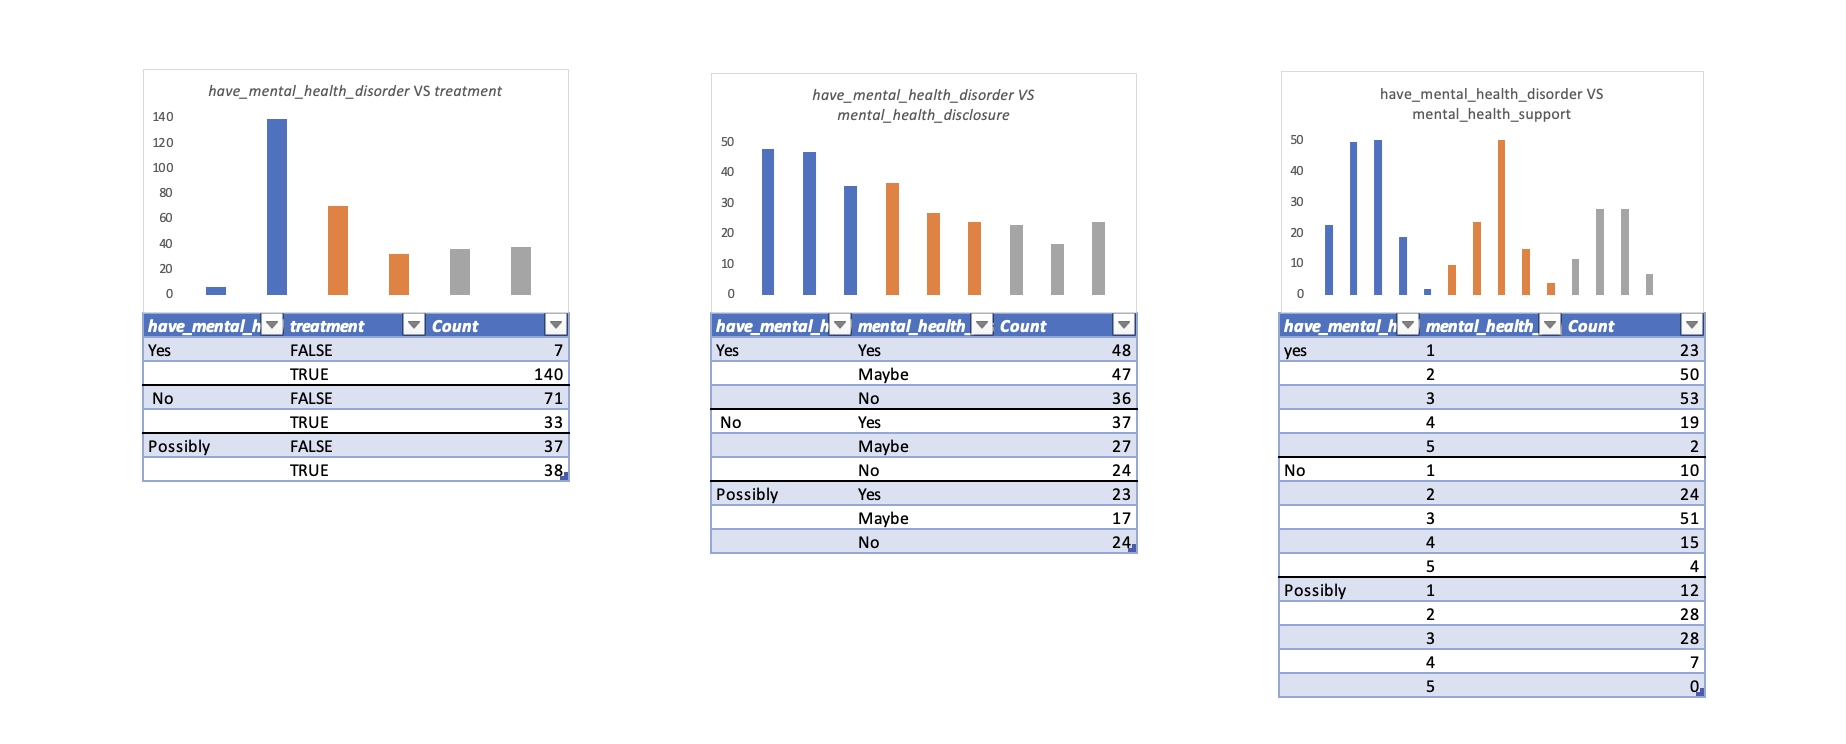 have_mental_health_disorder VS treatment
140
120
100
80
60
40
20
0
have_mental_h treatment Count
Yes FALSE 7
TRUE 140
No FALSE 71
TRUE 33
Possibly FALSE 37
TRUE 38
have_mental_health_disorder VS
mental_health_disclosure
50
40
30
20
10
0
have_mental_h mental_health_ Count
Yes Yes 48
Maybe 47
No 36
No Yes 37
Maybe 27
No 24
Possibly Yes 23
Maybe 17
No 24
have_mental_health_disorder VS
mental_health_support
50
40
30
20
10
0
have_mental_h mental_health_ Count
yes 1 23
2 50
3 53
4 19
5 2
No 1 10
2 24
3 51
4 15
5 4
Possibly 1 12
2 28
3 28
4 7
5 0